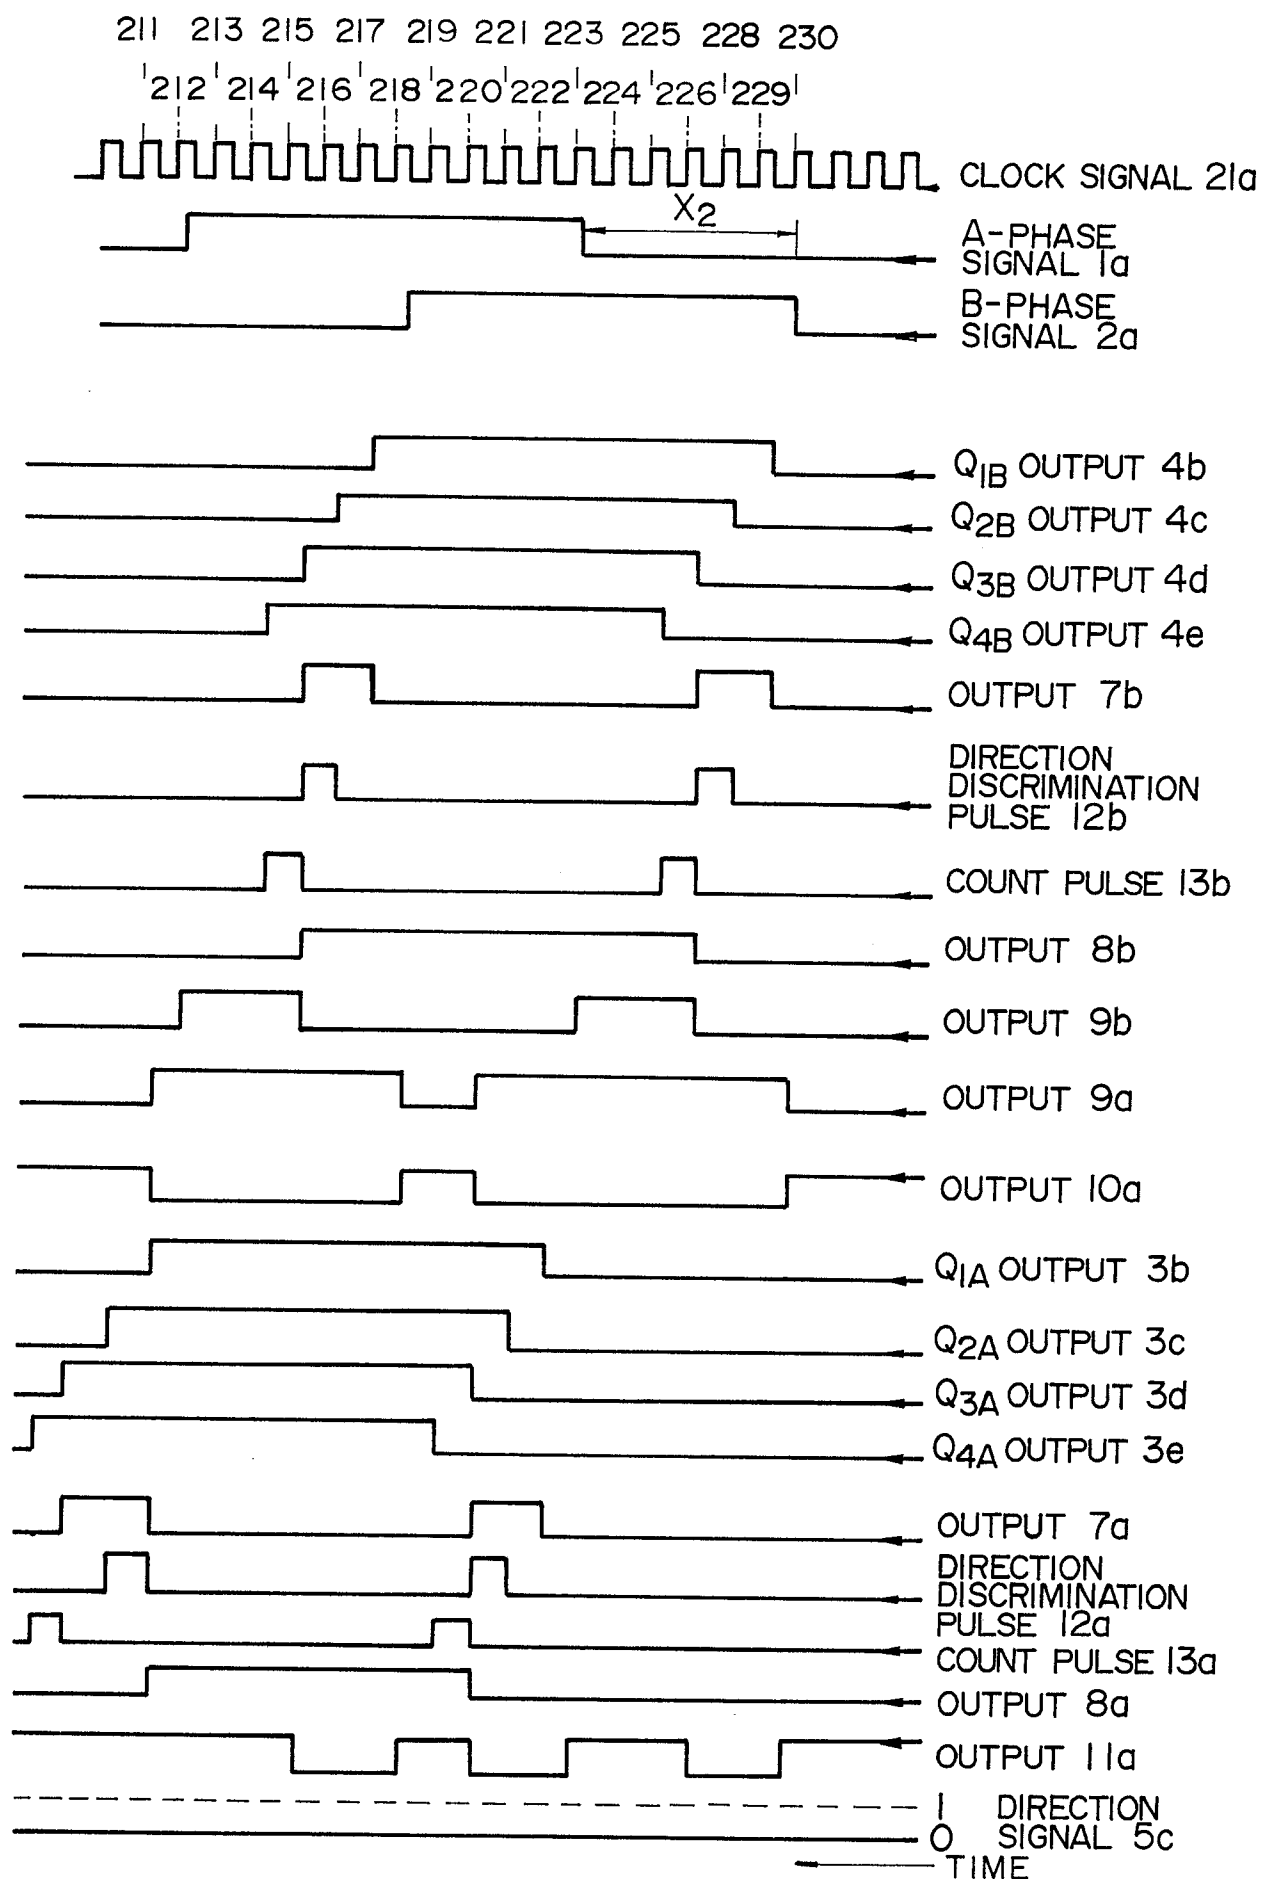 211 213 215 217 219 221 223 225 228 230
212 214 216 218 220 222 224 226 229
CLOCK SIGNAL 21a
X2
A-PHASE
SIGNAL 1a
B-PHASE
SIGNAL 2a
Q1B OUTPUT 4b
Q2B OUTPUT 4c
Q3B OUTPUT 4d
Q4B OUTPUT 4e
OUTPUT 7b
DIRECTION
DISCRIMINATION
PULSE 12b
COUNT PULSE 13b
OUTPUT 8b
OUTPUT 9b
OUTPUT 9a
OUTPUT 10a
Q1A OUTPUT 3b
Q2A OUTPUT 3c
Q3A OUTPUT 3d
Q4A OUTPUT 3e
OUTPUT 7a
DIRECTION
DISCRIMINATION
PULSE 12a
COUNT PULSE 13a
OUTPUT 8a
OUTPUT 11a
1 DIRECTION
0 SIGNAL 5c
TIME